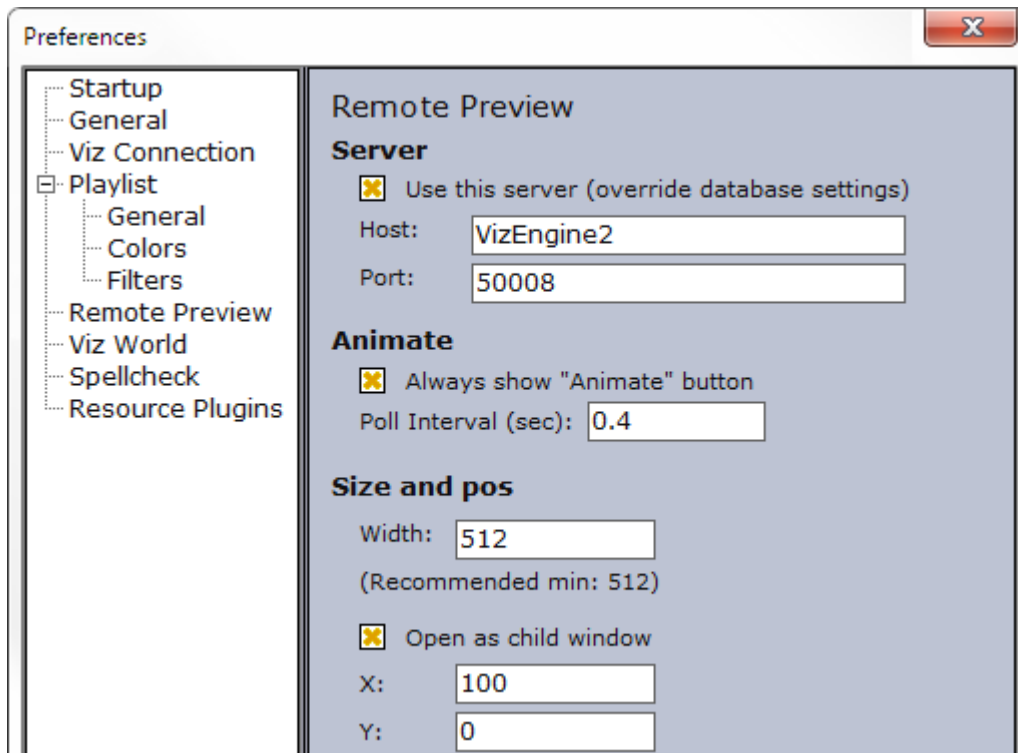 Preferences
Startup
General
Viz Connection
Playlist
General
Colors
Filters
Remote Preview
Viz World
Spellcheck
Resource Plugins
Remote Preview
Server
Use this server (override database settings)
Host: VizEngine2
Port: 50008
Animate
Always show "Animate" button
Poll Interval (sec): 0.4
Size and pos
Width: 512
(Recommended min: 512)
Open as child window
X: 100
Y: 0